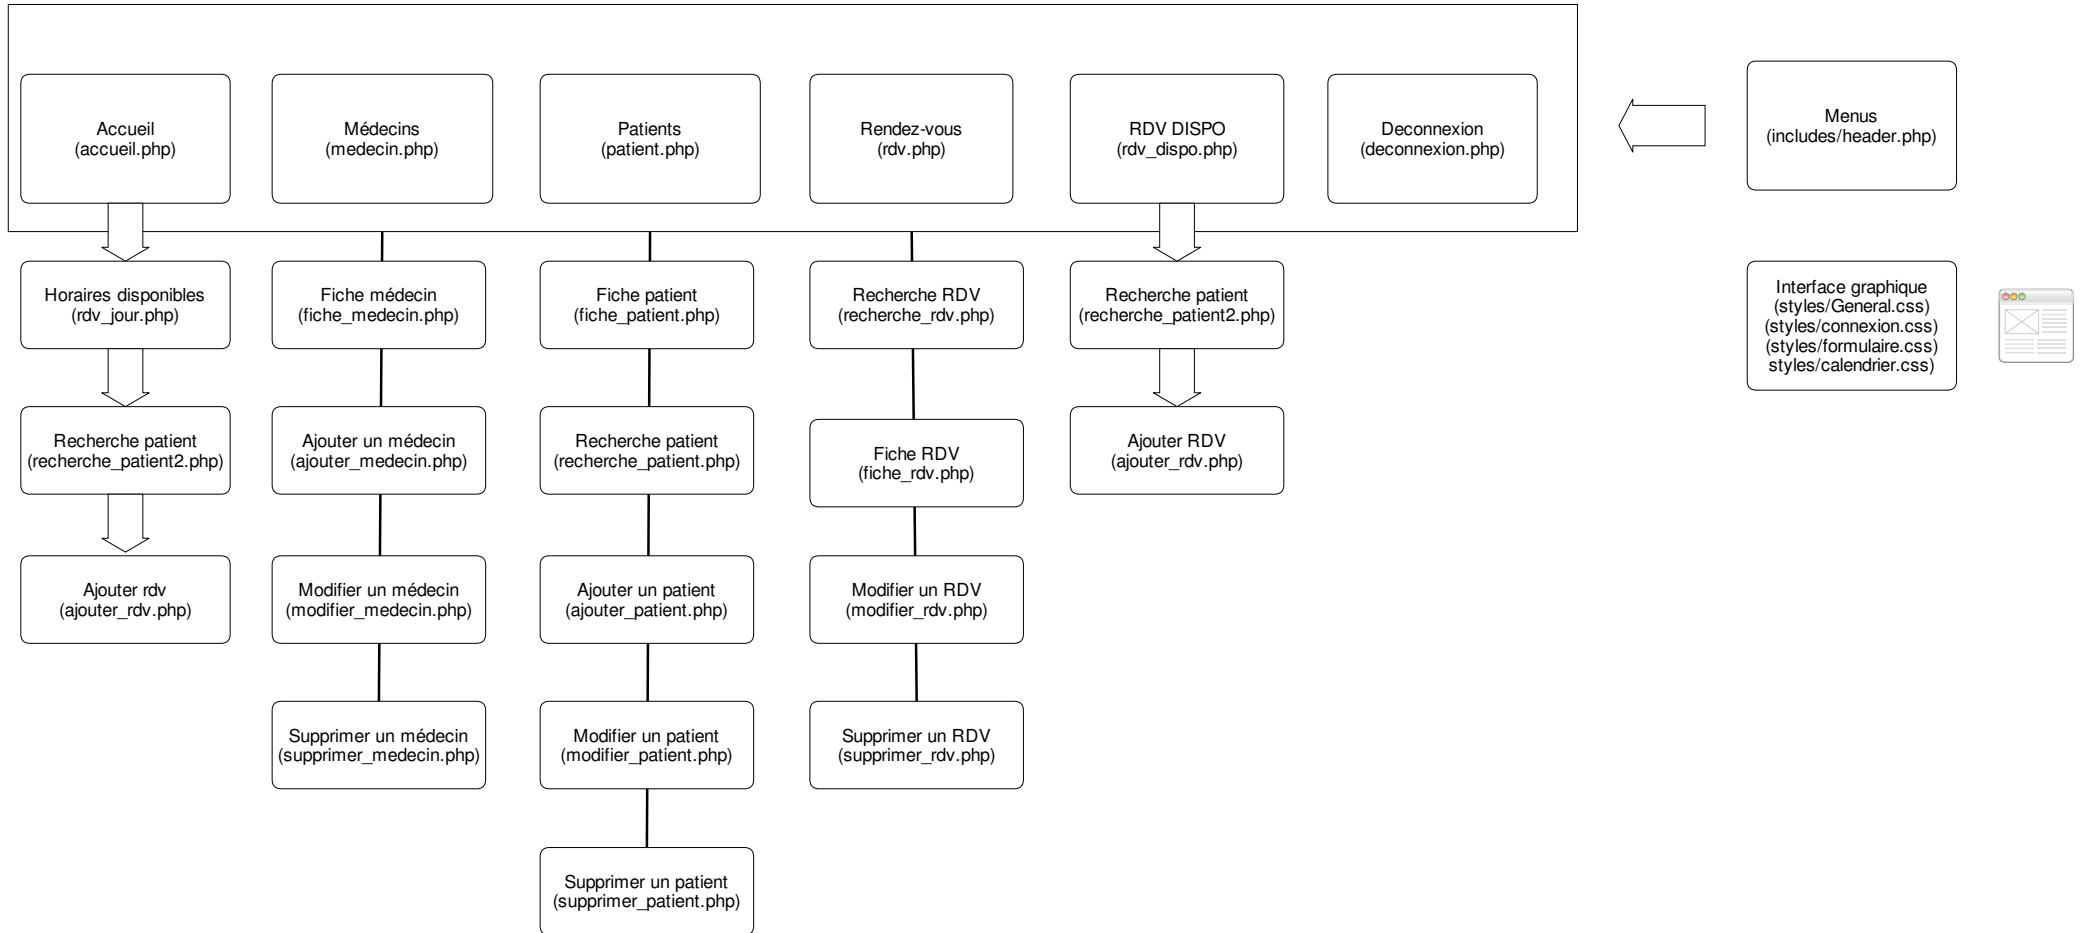 Accueil
(accueil.php)
Médecins
(medecin.php)
Patients
(patient.php)
Rendez-vous
(rdv.php)
RDV DISPO
(rdv_dispo.php)
Deconnexion
(deconnexion.php)
Menus
(includes/header.php)
Horaires disponibles
(rdv_jour.php)
Fiche médecin
(fiche_medecin.php)
Fiche patient
(fiche_patient.php)
Recherche RDV
(recherche_rdv.php)
Recherche patient
(recherche_patient2.php)
Interface graphique
(styles/General.css)
(styles/connexion.css)
(styles/formulaire.css)
styles/calendrier.css)
Recherche patient
(recherche_patient2.php)
Ajouter un médecin
(ajouter_medecin.php)
Recherche patient
(recherche_patient.php)
Fiche RDV
(fiche_rdv.php)
Ajouter RDV
(ajouter_rdv.php)
Ajouter rdv
(ajouter_rdv.php)
Modifier un médecin
(modifier_medecin.php)
Ajouter un patient
(ajouter_patient.php)
Modifier un RDV
(modifier_rdv.php)
Supprimer un médecin
(supprimer_medecin.php)
Modifier un patient
(modifier_patient.php)
Supprimer un RDV
(supprimer_rdv.php)
Supprimer un patient
(supprimer_patient.php)